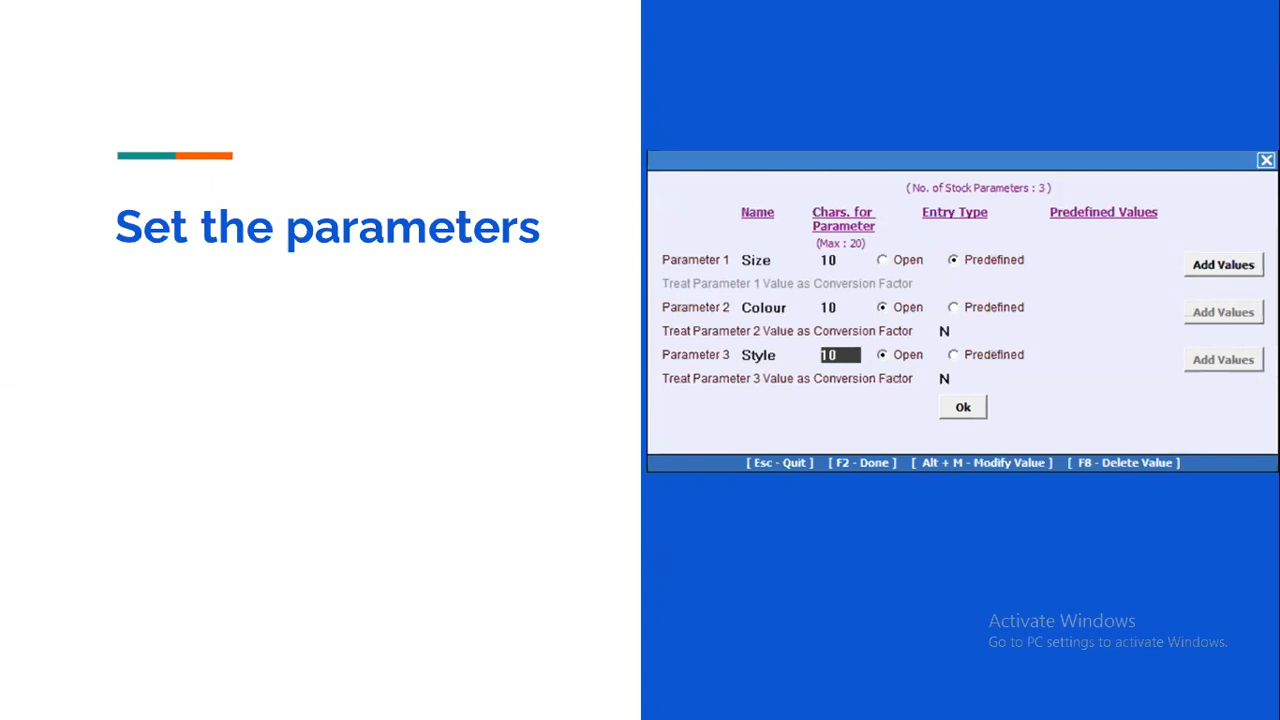 Set the parameters
( No. of Stock Parameters : 3 )
Name Chars. for Parameter Entry Type Predefined Values
(Max : 20)
Parameter 1 Size 10 Open Predefined Add Values
Treat Parameter 1 Value as Conversion Factor
Parameter 2 Colour 10 Open Predefined Add Values
Treat Parameter 2 Value as Conversion Factor N
Parameter 3 Style 10 Open Predefined Add Values
Treat Parameter 3 Value as Conversion Factor N
Ok
[ Esc - Quit ] [ F2 - Done ] [ Alt + M - Modify Value ] [ F8 - Delete Value ]
Activate Windows
Go to PC settings to activate Windows.